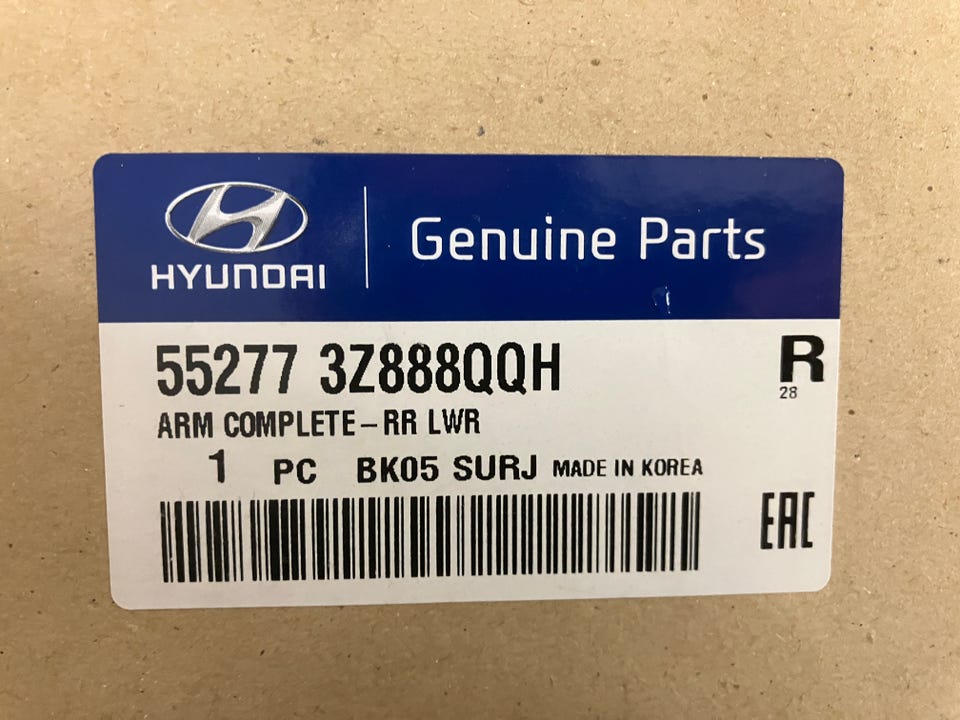 HYUNDAI
Genuine Parts
55277 3Z888QQH
R
28
ARM COMPLETE-RR LWR
1 PC BK05 SURJ MADE IN KOREA
EAC